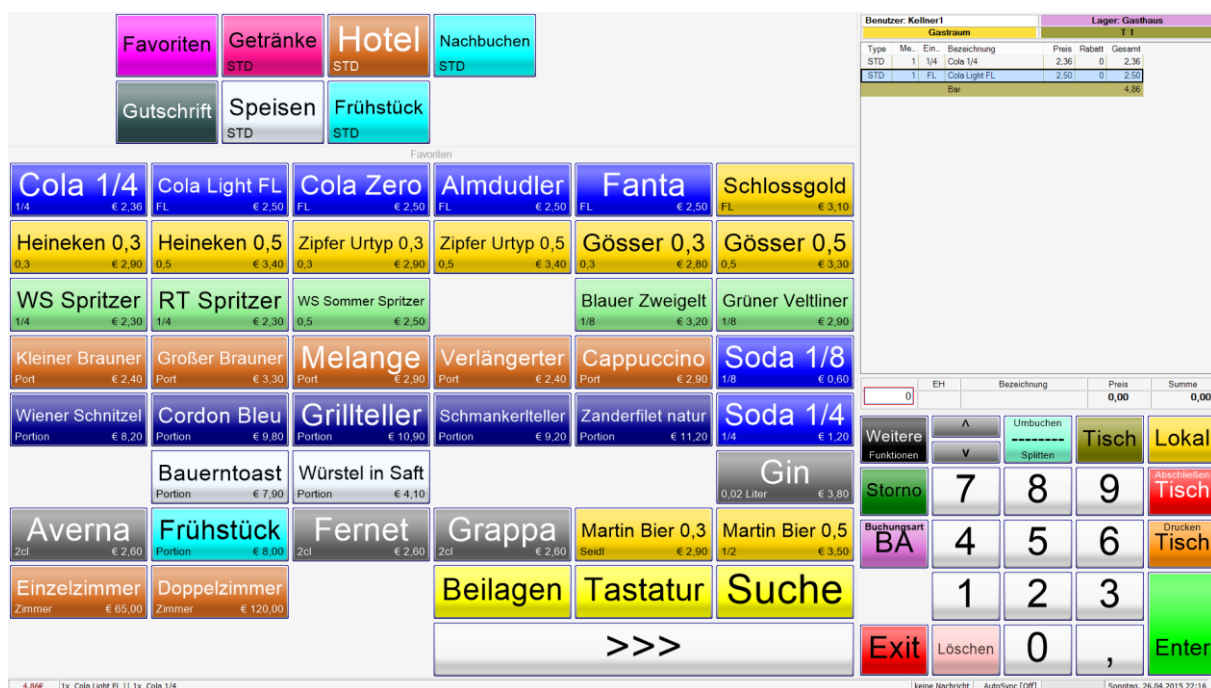 Favoriten
Getränke
STD
Hotel
STD
Nachbuchen
STD
Gutschrift
Speisen
STD
Frühstück
STD
Favoriten
Cola 1/4
1/4 € 2,36
Cola Light FL
FL € 2,50
Cola Zero
FL € 2,50
Almdudler
FL € 2,50
Fanta
FL € 2,50
Schlossgold
FL € 3,10
Heineken 0,3
0,3 € 2,90
Heineken 0,5
0,5 € 3,40
Zipfer Urtyp 0,3
0,3 € 2,90
Zipfer Urtyp 0,5
0,5 € 3,40
Gösser 0,3
0,3 € 2,80
Gösser 0,5
0,5 € 3,30
WS Spritzer
1/4 € 2,30
RT Spritzer
1/4 € 2,30
WS Sommer Spritzer
0,5 € 2,50
Blauer Zweigelt
1/8 € 3,20
Grüner Veltliner
1/8 € 2,90
Kleiner Brauner
Port € 2,40
Großer Brauner
Port € 3,30
Melange
Port € 2,90
Verlängerter
Port € 2,40
Cappuccino
Port € 2,90
Soda 1/8
1/8 € 0,60
Wiener Schnitzel
Portion € 8,20
Cordon Bleu
Portion € 9,80
Grillteller
Portion € 10,90
Schmankerlteller
Portion € 9,20
Zanderfilet natur
Portion € 11,20
Soda 1/4
1/4 € 1,20
Bauerntoast
Portion € 7,90
Würstel in Saft
Portion € 4,10
Gin
0,02 Liter € 3,80
Averna
2cl € 2,60
Frühstück
Portion € 8,00
Fernet
2cl € 2,60
Grappa
2cl € 2,60
Martin Bier 0,3
Seidl € 2,90
Martin Bier 0,5
1/2 € 3,50
Einzelzimmer
Zimmer € 65,00
Doppelzimmer
Zimmer € 120,00
Beilagen
Tastatur
Suche
>>>
Benutzer: Kellner1 Lager: Gasthaus
Gastraum T 1
Type Me.. Ein.. Bezeichnung Preis Rabatt Gesamt
STD 1 1/4 Cola 1/4 2,36 0 2,36
STD 1 FL Cola Light FL 2,50 0 2,50
Bar 4,86
EH Bezeichnung Preis Summe
0 0,00 0,00
Weitere
Funktionen
^
v
Umbuchen
--------
Splitten
Tisch
Lokal
Storno
7
8
9
Abschließen
Tisch
Buchungsart
BA
4
5
6
Drucken
Tisch
1
2
3
Exit
Löschen
0
,
Enter
4,86€ 1x Cola Light FL || 1x Cola 1/4 keine Nachricht AutoSync [Off] Sonntag, 26.04.2015 22:16